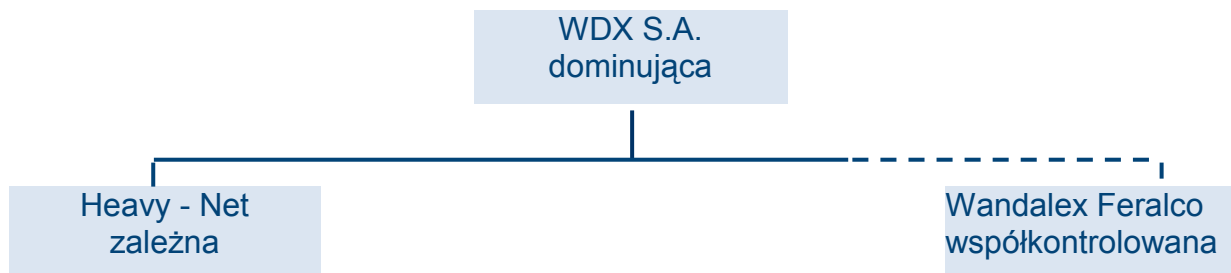 WDX S.A.
dominująca
Heavy - Net
zależna
Wandalex Feralco
współkontrolowana